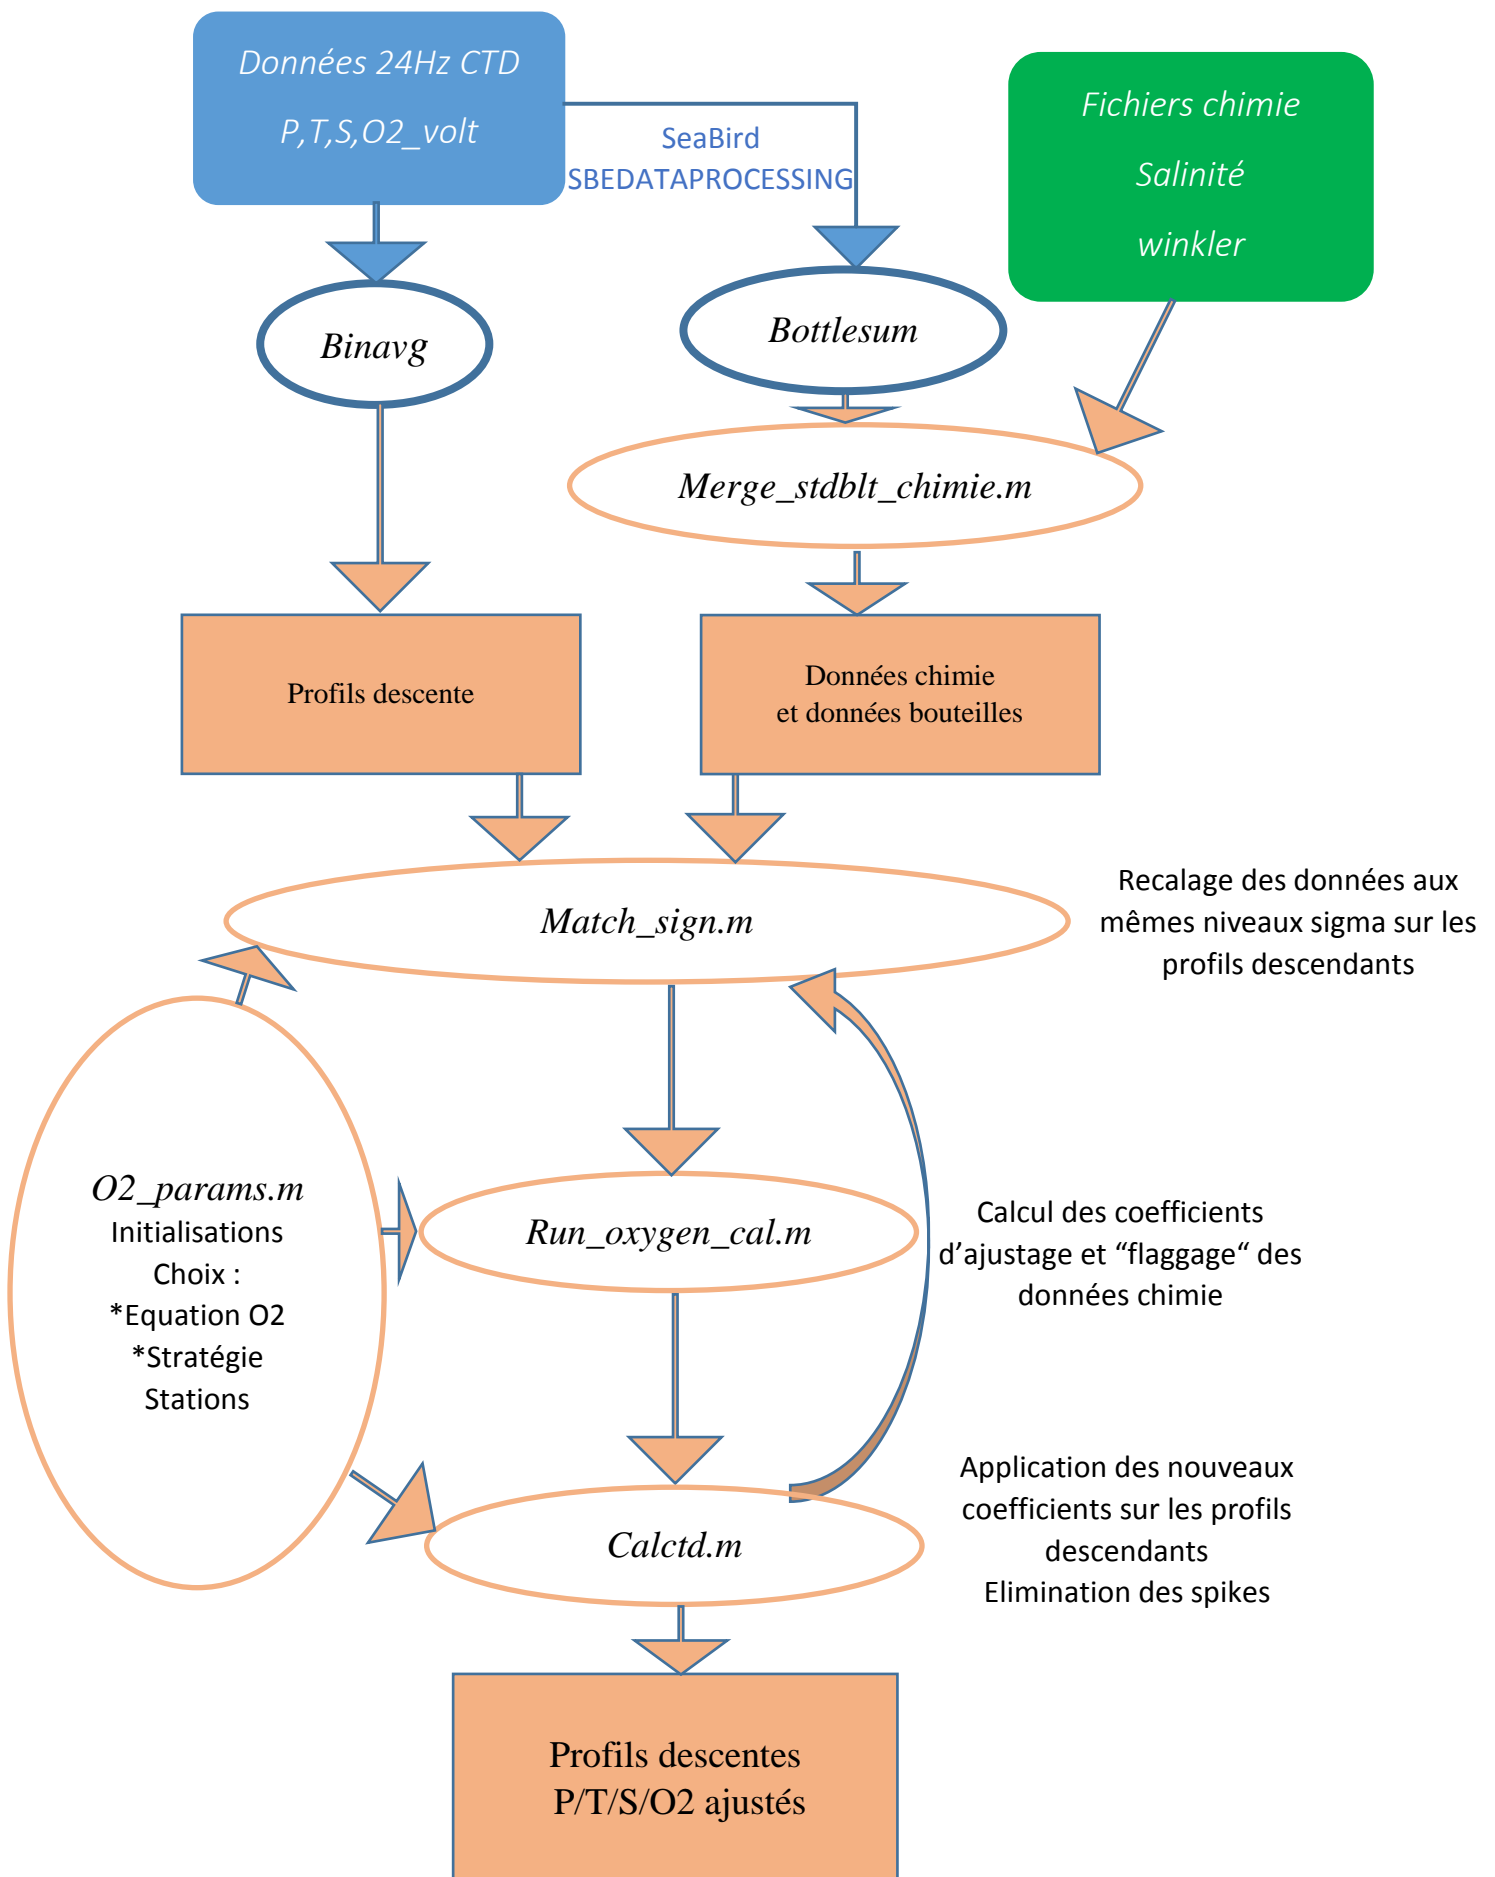 Données 24Hz CTD
P,T,S,O2_volt
SeaBird
SBEDATAPROCESSING
Fichiers chimie
Salinité
winkler
Binavg
Bottlesum
Merge_stdblt_chimie.m
Profils descente
Données chimie
et données bouteilles
Match_sign.m
Recalage des données aux
mêmes niveaux sigma sur les
profils descendants
O2_params.m
Initialisations
Choix :
*Equation O2
*Stratégie
Stations
Run_oxygen_cal.m
Calcul des coefficients
d’ajustage et “flaggage“ des
données chimie
Calctd.m
Application des nouveaux
coefficients sur les profils
descendants
Elimination des spikes
Profils descentes
P/T/S/O2 ajustés